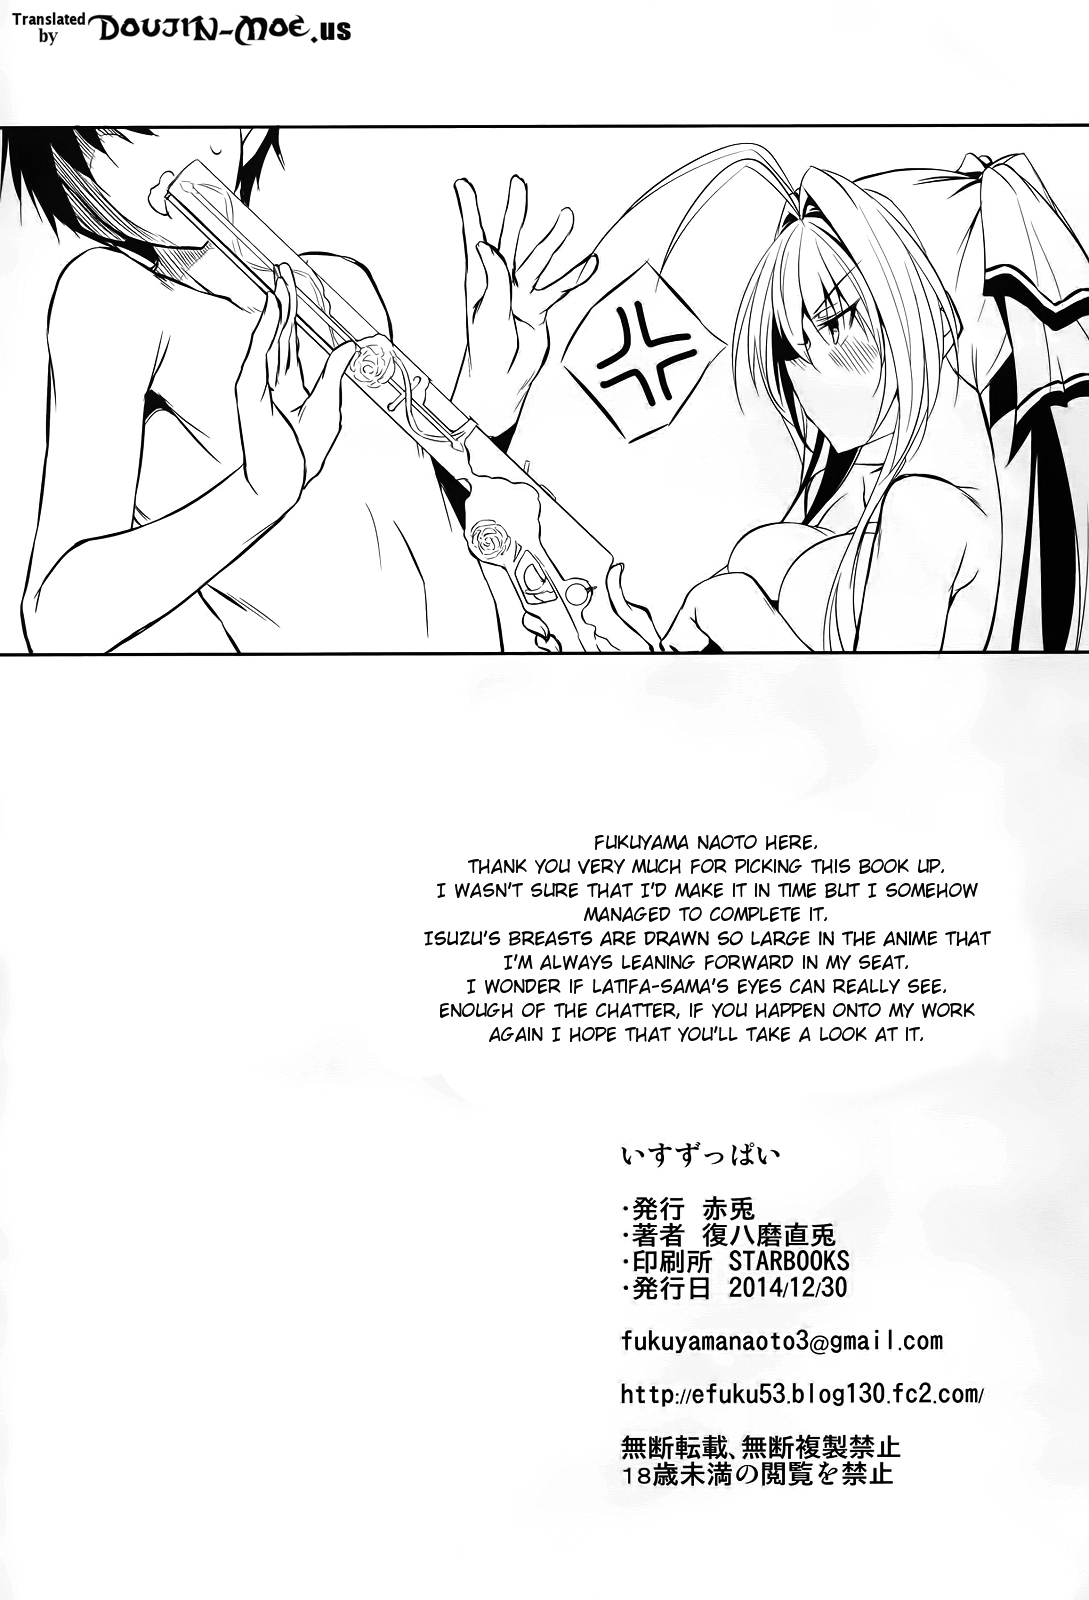 Translated
by DOUJIN-MOE.us
FUKUYAMA NAOTO HERE.
THANK YOU VERY MUCH FOR PICKING THIS BOOK UP.
I WASN'T SURE THAT I'D MAKE IT IN TIME BUT I SOMEHOW
MANAGED TO COMPLETE IT.
ISUZU'S BREASTS ARE DRAWN SO LARGE IN THE ANIME THAT
I'M ALWAYS LEANING FORWARD IN MY SEAT.
I WONDER IF LATIFA-SAMA'S EYES CAN REALLY SEE.
ENOUGH OF THE CHATTER, IF YOU HAPPEN ONTO MY WORK
AGAIN I HOPE THAT YOU'LL TAKE A LOOK AT IT.
いすずっぱい
・発行 赤兎
・著者 復八磨直兎
・印刷所 STARBOOKS
・発行日 2014/12/30
fukuyamanaoto3@gmail.com
http://efuku53.blog130.fc2.com/
無断転載、無断複製禁止
18歳未満の閲覧を禁止